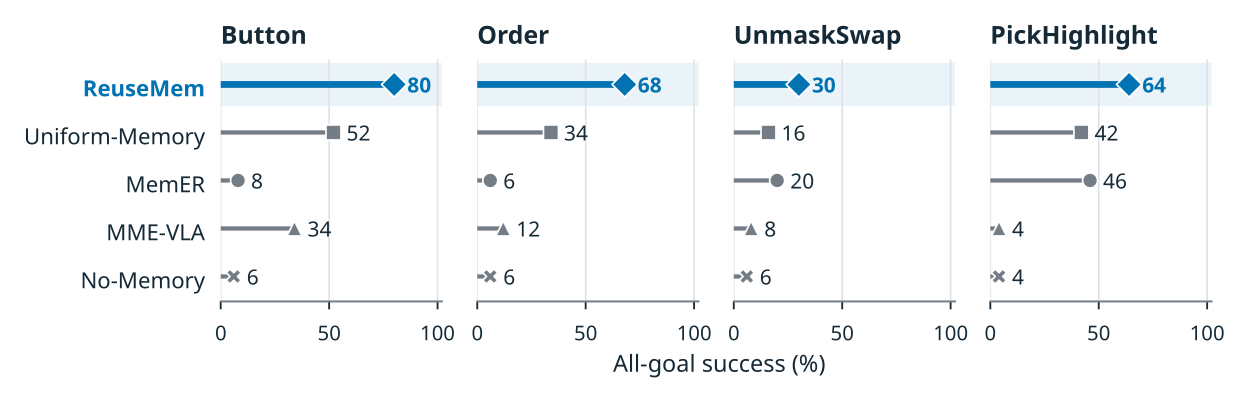 Button Order UnmaskSwap PickHighlight
ReuseMem 80 68 30 64
Uniform-Memory 52 34 16 42
MemER 8 6 20 46
MME-VLA 34 12 8 4
No-Memory 6 6 6 4
0 50 100 0 50 100 0 50 100 0 50 100
All-goal success (%)